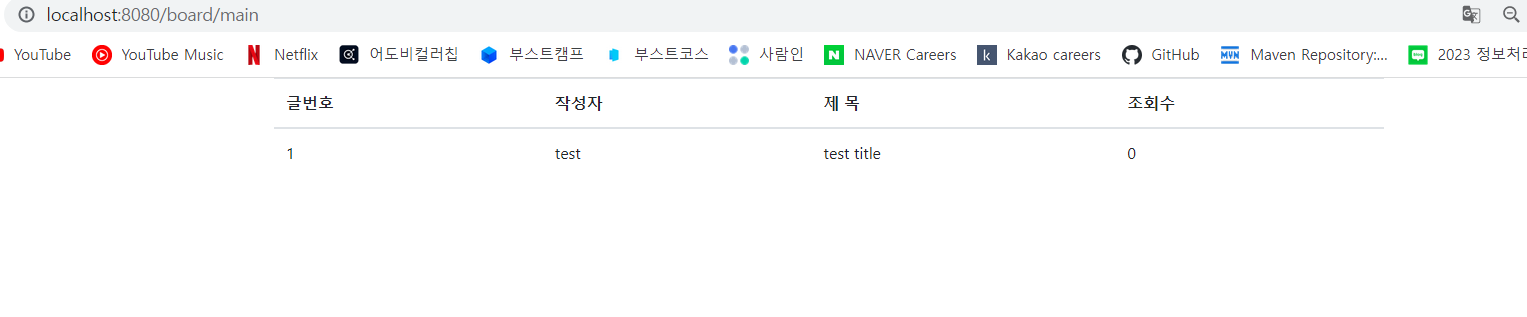 localhost:8080/board/main
YouTube YouTube Music Netflix 어도비컬러칩 부스트캠프 부스트코스 사람인 NAVER Careers Kakao careers GitHub Maven Repository:... 2023 정보처리
글번호 작성자 제 목 조회수
1 test test title 0